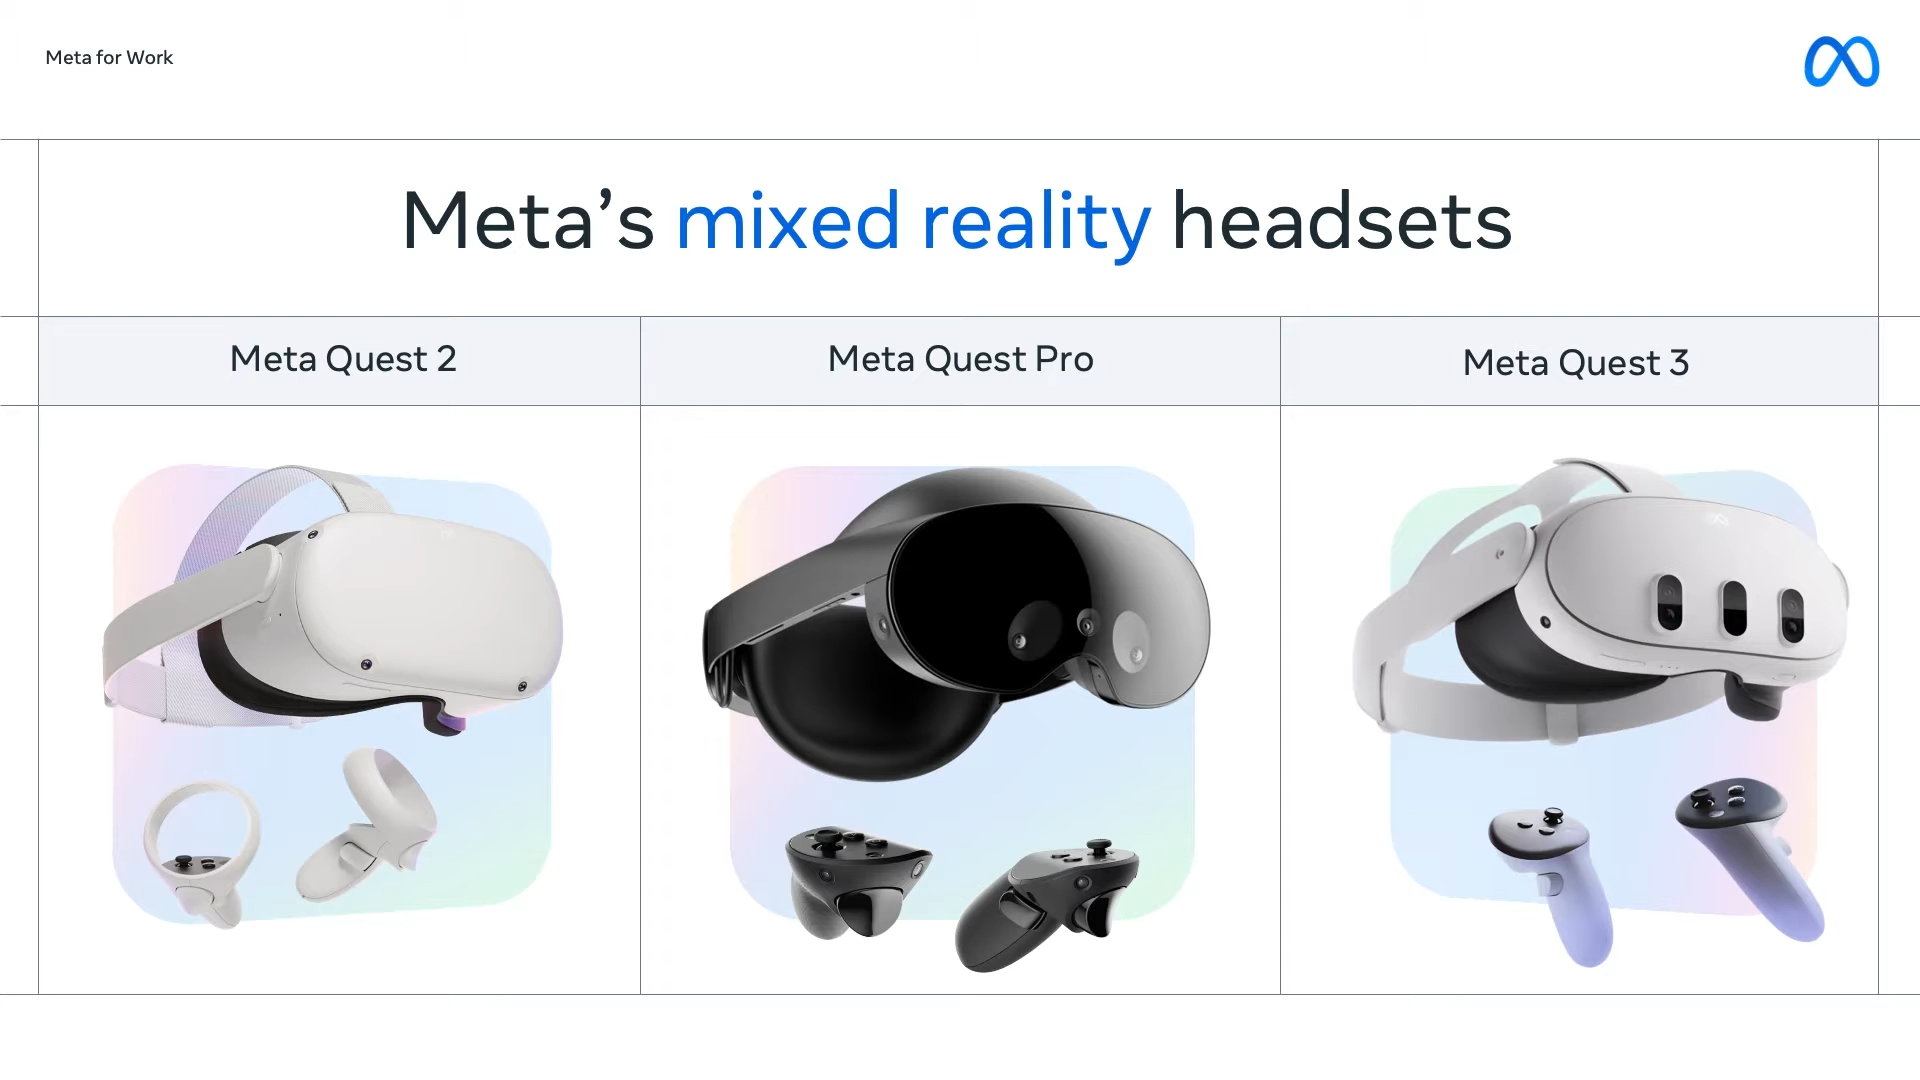 Meta for Work
Meta’s mixed reality headsets
Meta Quest 2
Meta Quest Pro
Meta Quest 3